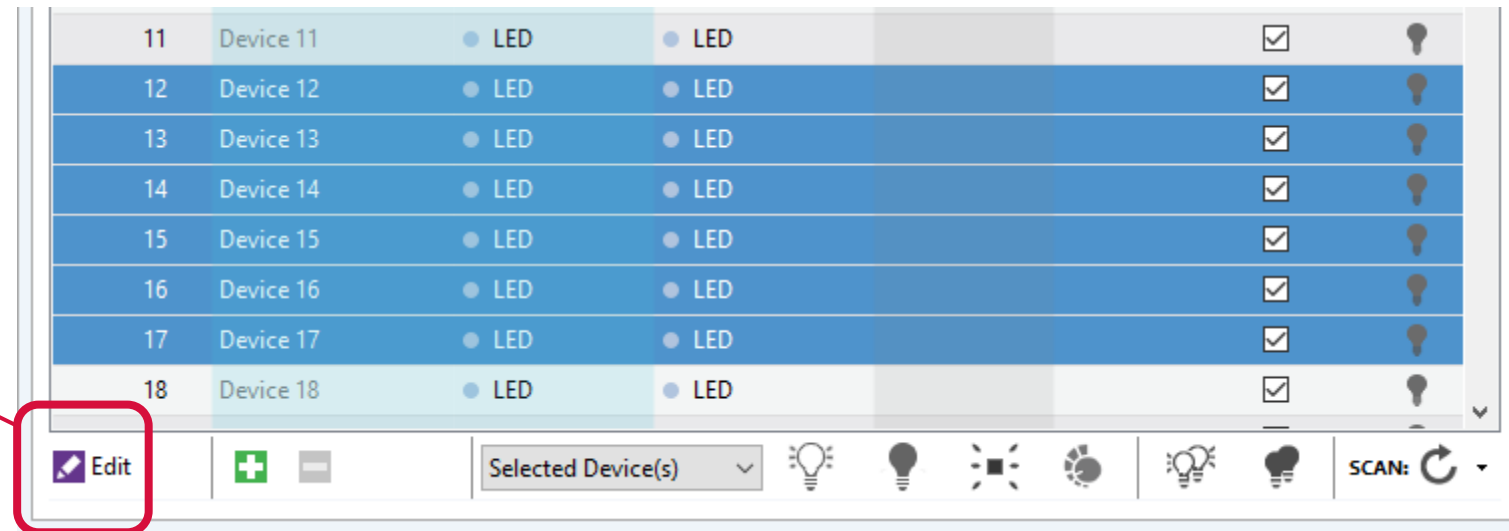 11 Device 11 LED LED
12 Device 12 LED LED
13 Device 13 LED LED
14 Device 14 LED LED
15 Device 15 LED LED
16 Device 16 LED LED
17 Device 17 LED LED
18 Device 18 LED LED
Edit Selected Device(s) SCAN: